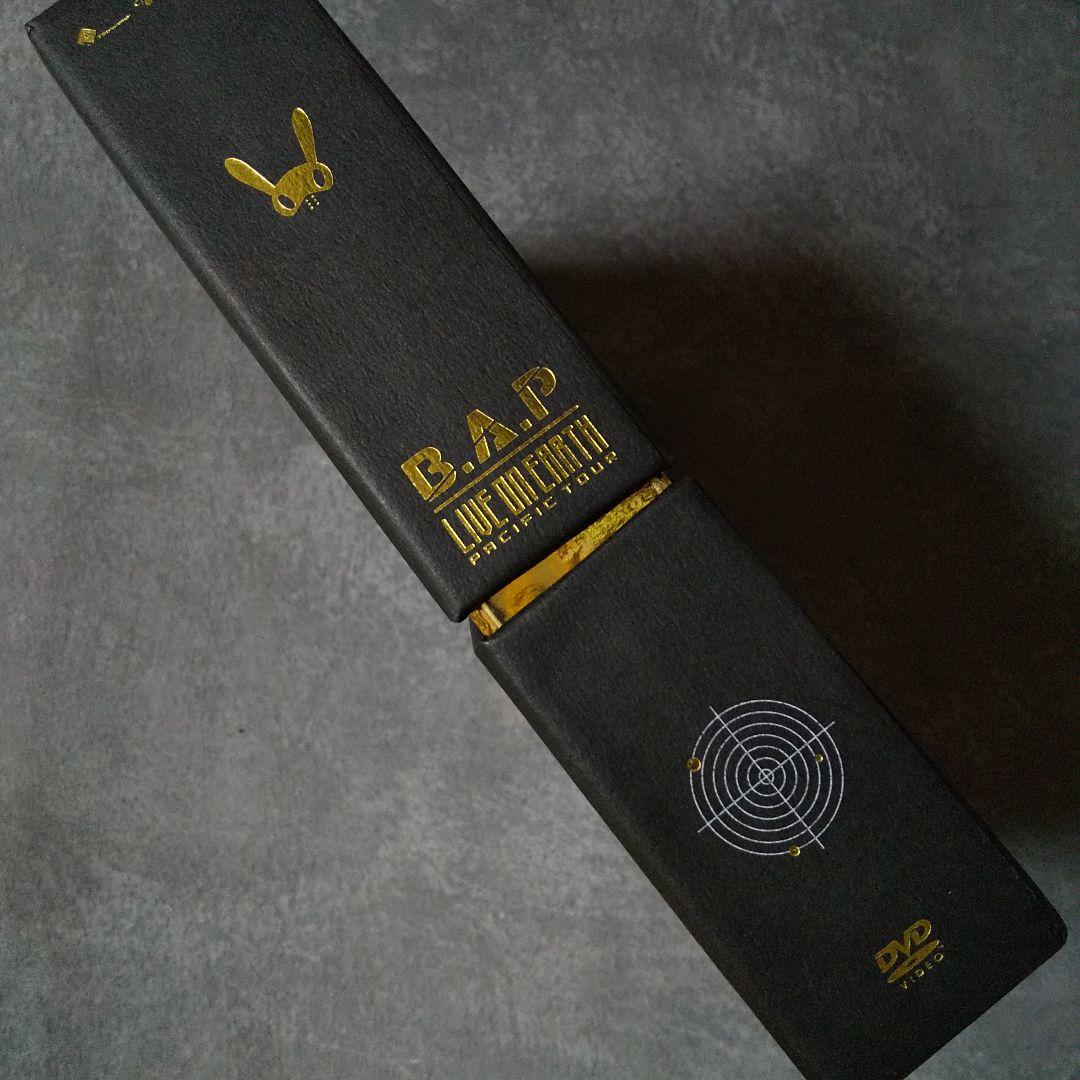 B.A.P
LIVE ON EARTH
PACIFIC TOUR
DVD
VIDEO